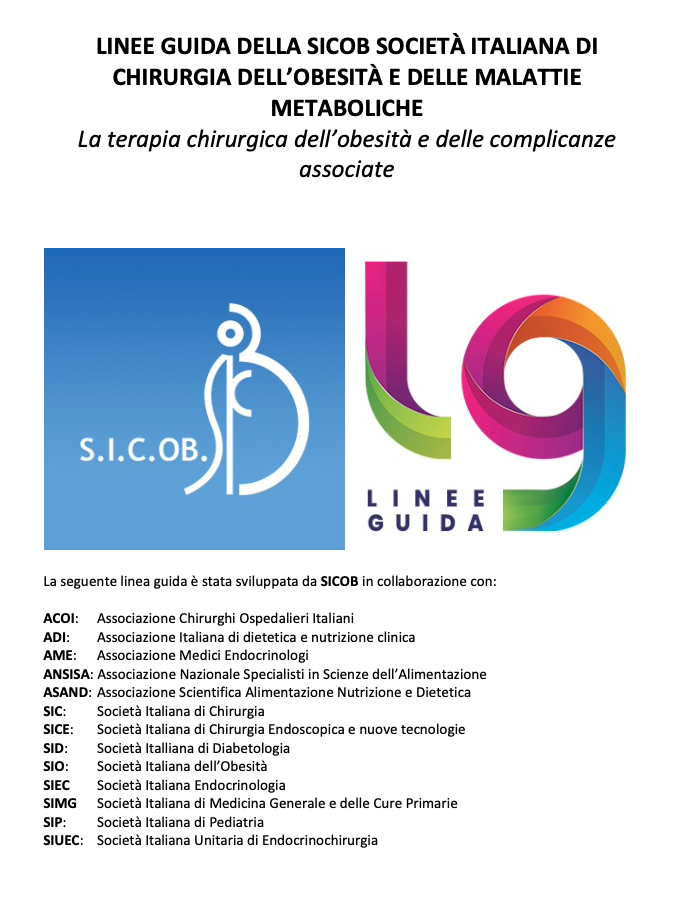 LINEE GUIDA DELLA SICOB SOCIETÀ ITALIANA DI
CHIRURGIA DELL’OBESITÀ E DELLE MALATTIE
METABOLICHE
La terapia chirurgica dell’obesità e delle complicanze
associate
S.I.C.OB.
lg
LINEE
GUIDA
La seguente linea guida è stata sviluppata da SICOB in collaborazione con:
ACOI: Associazione Chirurghi Ospedalieri Italiani
ADI: Associazione Italiana di dietetica e nutrizione clinica
AME: Associazione Medici Endocrinologi
ANSISA: Associazione Nazionale Specialisti in Scienze dell’Alimentazione
ASAND: Associazione Scientifica Alimentazione Nutrizione e Dietetica
SIC: Società Italiana di Chirurgia
SICE: Società Italiana di Chirurgia Endoscopica e nuove tecnologie
SID: Società Italliana di Diabetologia
SIO: Società Italiana dell’Obesità
SIEC Società Italiana Endocrinologia
SIMG Società Italiana di Medicina Generale e delle Cure Primarie
SIP: Società Italiana di Pediatria
SIUEC: Società Italiana Unitaria di Endocrinochirurgia